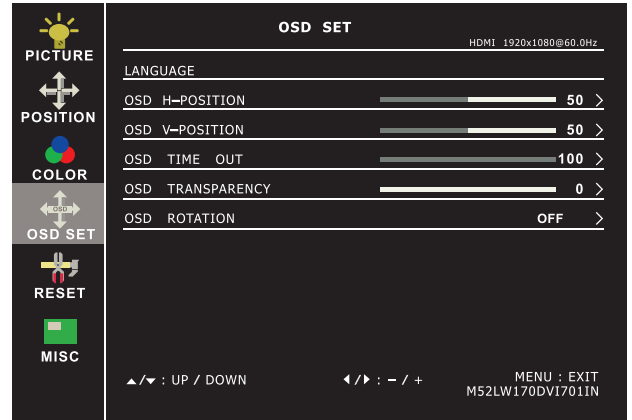 OSD SET
HDMI 1920x1080@60.0Hz
PICTURE
POSITION
COLOR
OSD
OSD SET
RESET
MISC
LANGUAGE
OSD H-POSITION 50 >
OSD V-POSITION 50 >
OSD TIME OUT 100 >
OSD TRANSPARENCY 0 >
OSD ROTATION OFF >
▲/▼ : UP / DOWN ◀/▶ : - / + MENU : EXIT
M52LW170DVI701IN